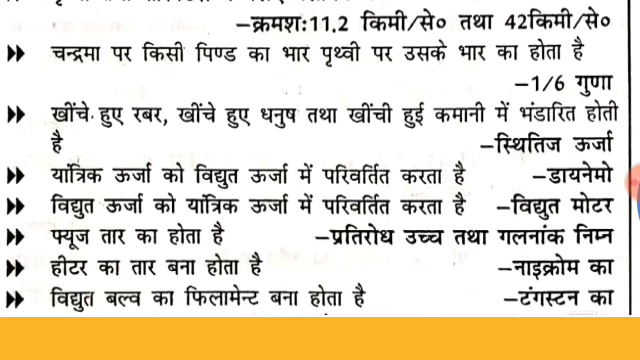 –क्रमशः11.2 किमी/से० तथा 42किमी/से०
▸▸ चन्द्रमा पर किसी पिण्ड का भार पृथ्वी पर उसके भार का होता है
–1/6 गुणा
▸▸ खींचे हुए रबर, खींचे हुए धनुष तथा खींची हुई कमानी में भंडारित होती
है –स्थितिज ऊर्जा
▸▸ यांत्रिक ऊर्जा को विद्युत ऊर्जा में परिवर्तित करता है –डायनेमो
▸▸ विद्युत ऊर्जा को यांत्रिक ऊर्जा में परिवर्तित करता है –विद्युत मोटर
▸▸ फ्यूज तार का होता है –प्रतिरोध उच्च तथा गलनांक निम्न
▸▸ हीटर का तार बना होता है –नाइक्रोम का
▸▸ विद्युत बल्व का फिलामेन्ट बना होता है –टंगस्टन का